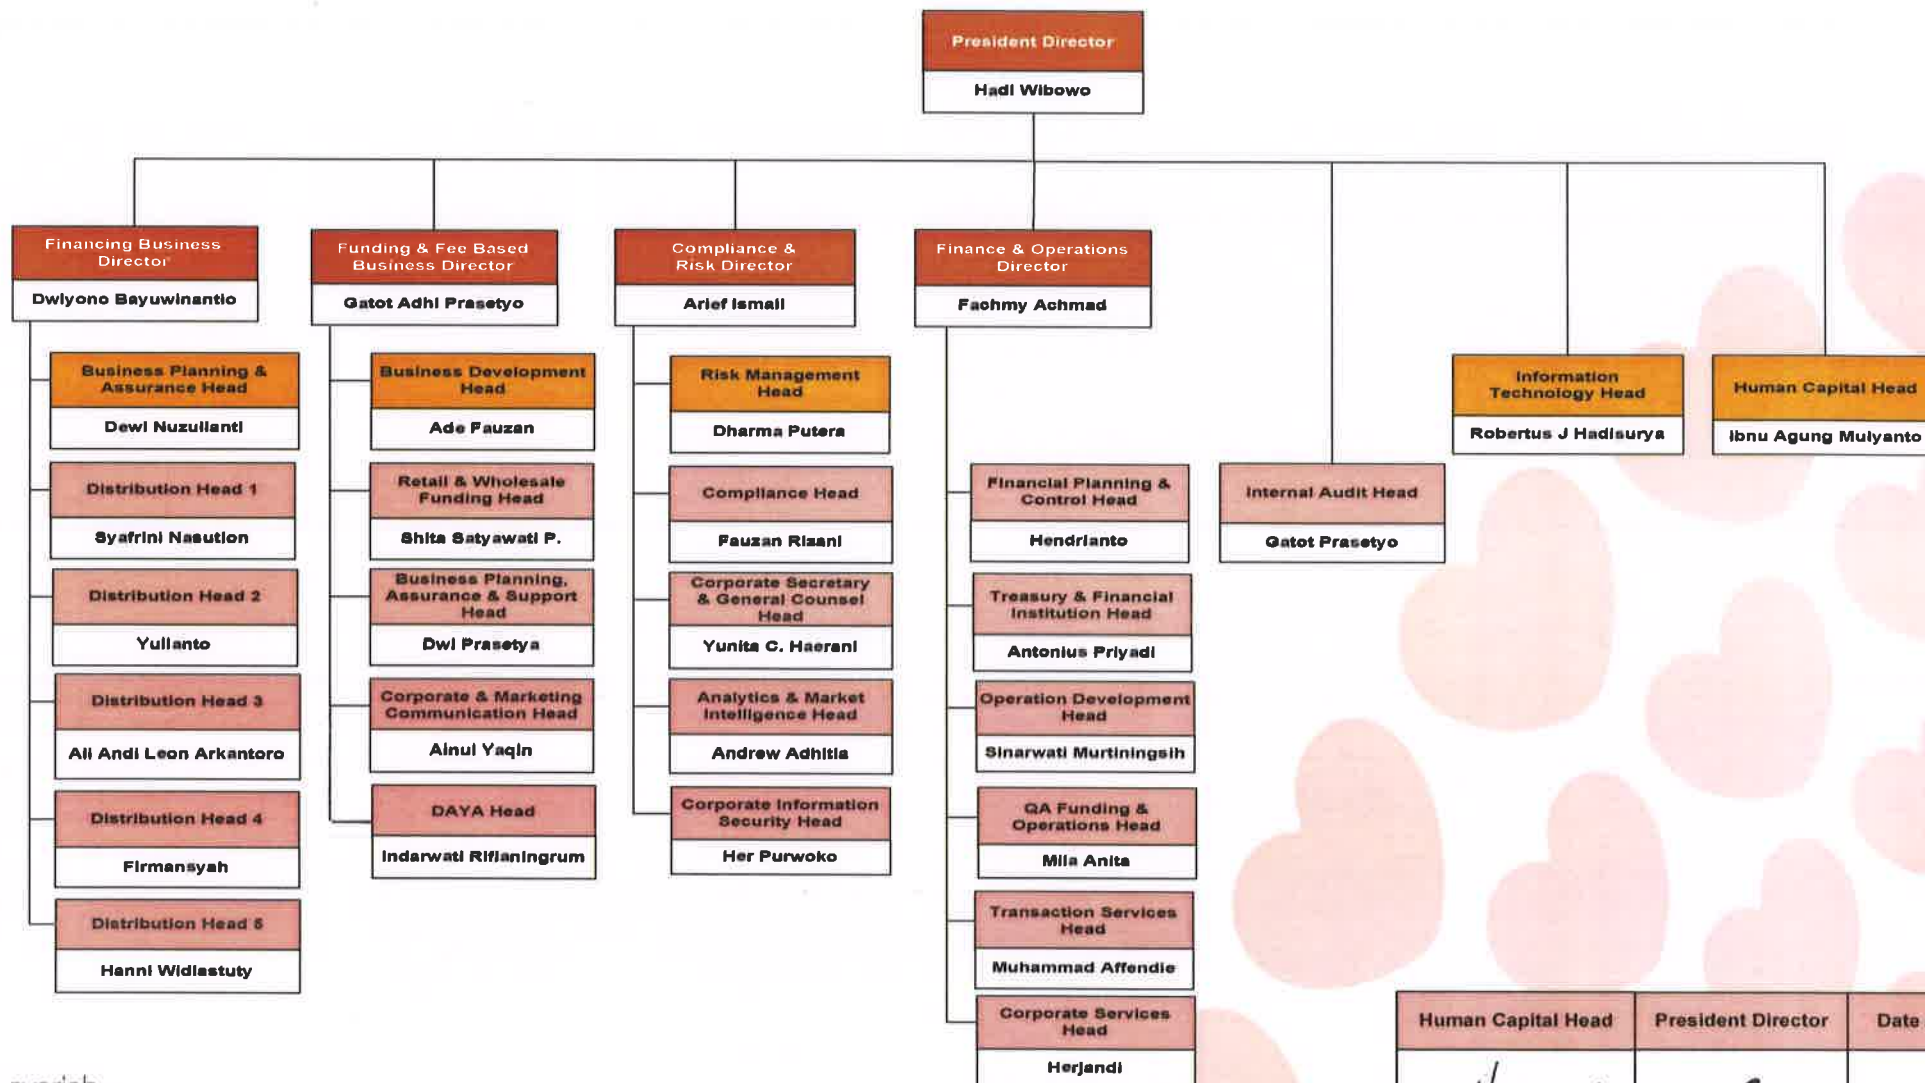 President Director
Hadi Wibowo
Financing Business
Director
Dwiyono Bayuwinantio
Business Planning &
Assurance Head
Dewi Nuzulianti
Distribution Head 1
Syafrini Nasution
Distribution Head 2
Yulianto
Distribution Head 3
Ali Andi Leon Arkantoro
Distribution Head 4
Firmansyah
Distribution Head 5
Hanni Widiastuty
Funding & Fee Based
Business Director
Gatot Adhi Prasetyo
Business Development
Head
Ade Fauzan
Retail & Wholesale
Funding Head
Shita Satyawati P.
Business Planning,
Assurance & Support
Head
Dwi Prasetya
Corporate & Marketing
Communication Head
Ainul Yaqin
DAYA Head
Indarwati Rifianingrum
Compliance &
Risk Director
Arief Ismail
Risk Management
Head
Dharma Putera
Compliance Head
Fauzan Risani
Corporate Secretary
& General Counsel
Head
Yunita C. Haerani
Analytics & Market
Intelligence Head
Andrew Adhitia
Corporate Information
Security Head
Her Purwoko
Finance & Operations
Director
Fachmy Achmad
Financial Planning &
Control Head
Hendrianto
Treasury & Financial
Institution Head
Antonius Priyadi
Operation Development
Head
Sinarwati Murtiningsih
QA Funding &
Operations Head
Mila Anita
Transaction Services
Head
Muhammad Affendie
Corporate Services
Head
Herjandi
Internal Audit Head
Gatot Prasetyo
Information
Technology Head
Robertus J Hadisurya
Human Capital Head
Ibnu Agung Mulyanto
Human Capital Head
President Director
Date